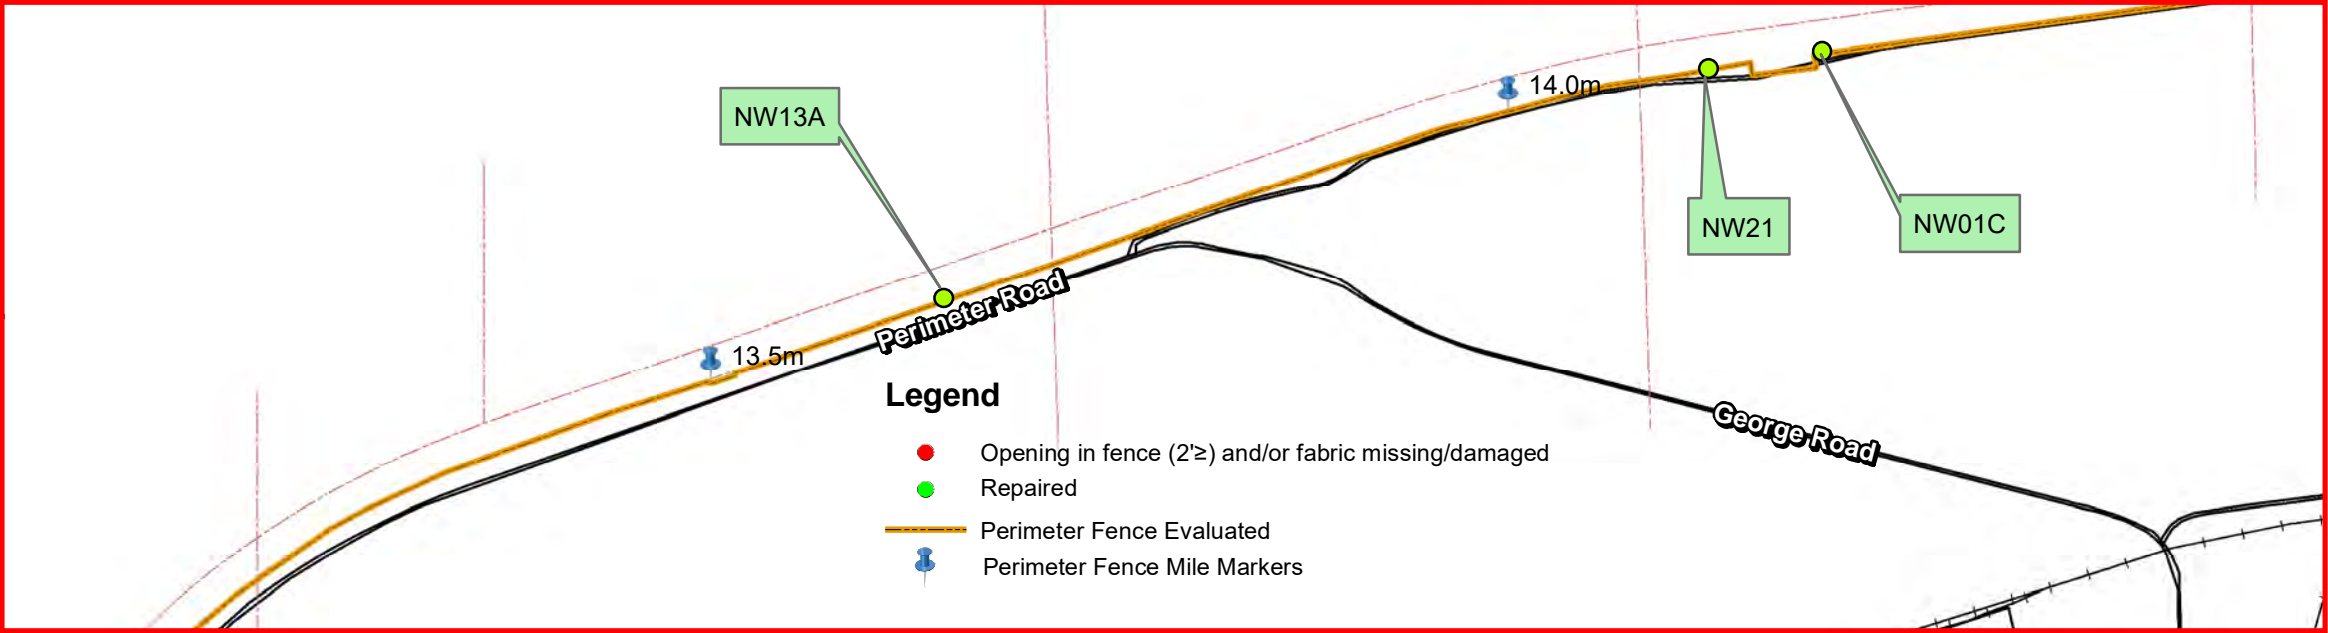 14.0m
NW13A
NW21
NW01C
Perimeter Road
13.5m
Legend
Opening in fence (2'≥) and/or fabric missing/damaged
George Road
Repaired
Perimeter Fence Evaluated
Perimeter Fence Mile Markers